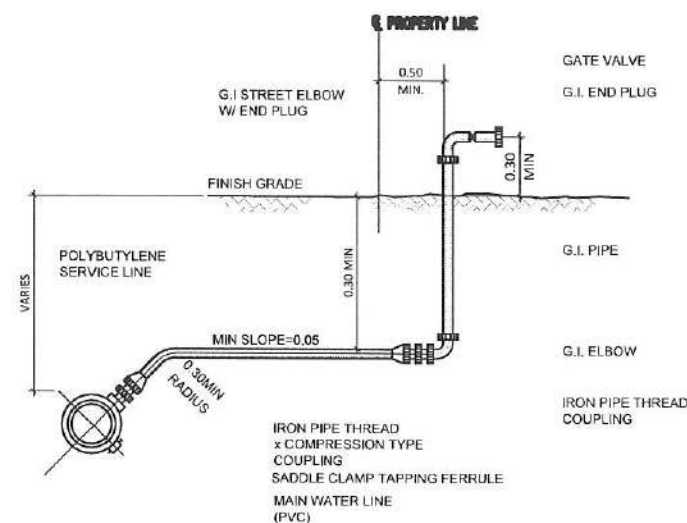 ℄ PROPERTY LINE
0.50
MIN.
GATE VALVE
G.I. END PLUG
G.I STREET ELBOW
W/ END PLUG
0.30
MIN
FINISH GRADE
POLYBUTYLENE
SERVICE LINE
VARIES
0.30 MIN
G.I. PIPE
MIN SLOPE=0.05
0.30MIN
RADIUS
G.I. ELBOW
IRON PIPE THREAD
COUPLING
IRON PIPE THREAD
x COMPRESSION TYPE
COUPLING
SADDLE CLAMP TAPPING FERRULE
MAIN WATER LINE
(PVC)